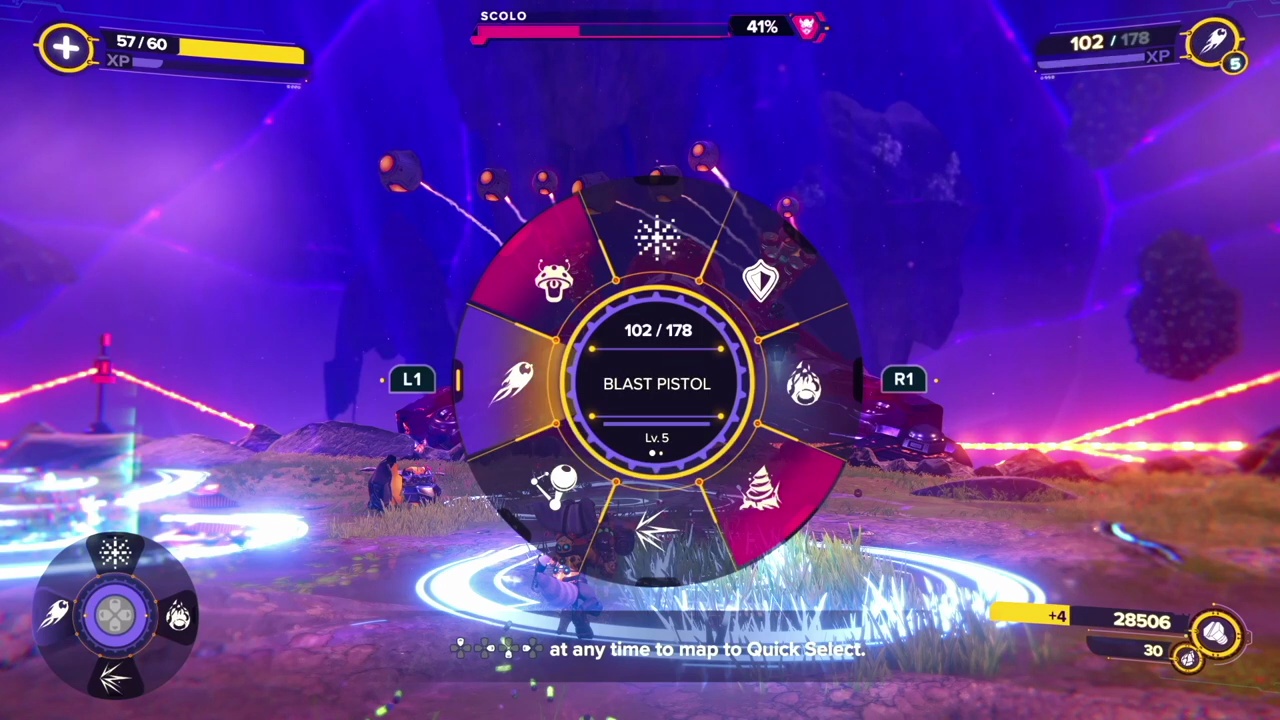 SCOLO
41%
57/60
XP
102 / 178
XP
5
102 / 178
L1
BLAST PISTOL
R1
Lv. 5
+4
28506
30
at any time to map to Quick Select.